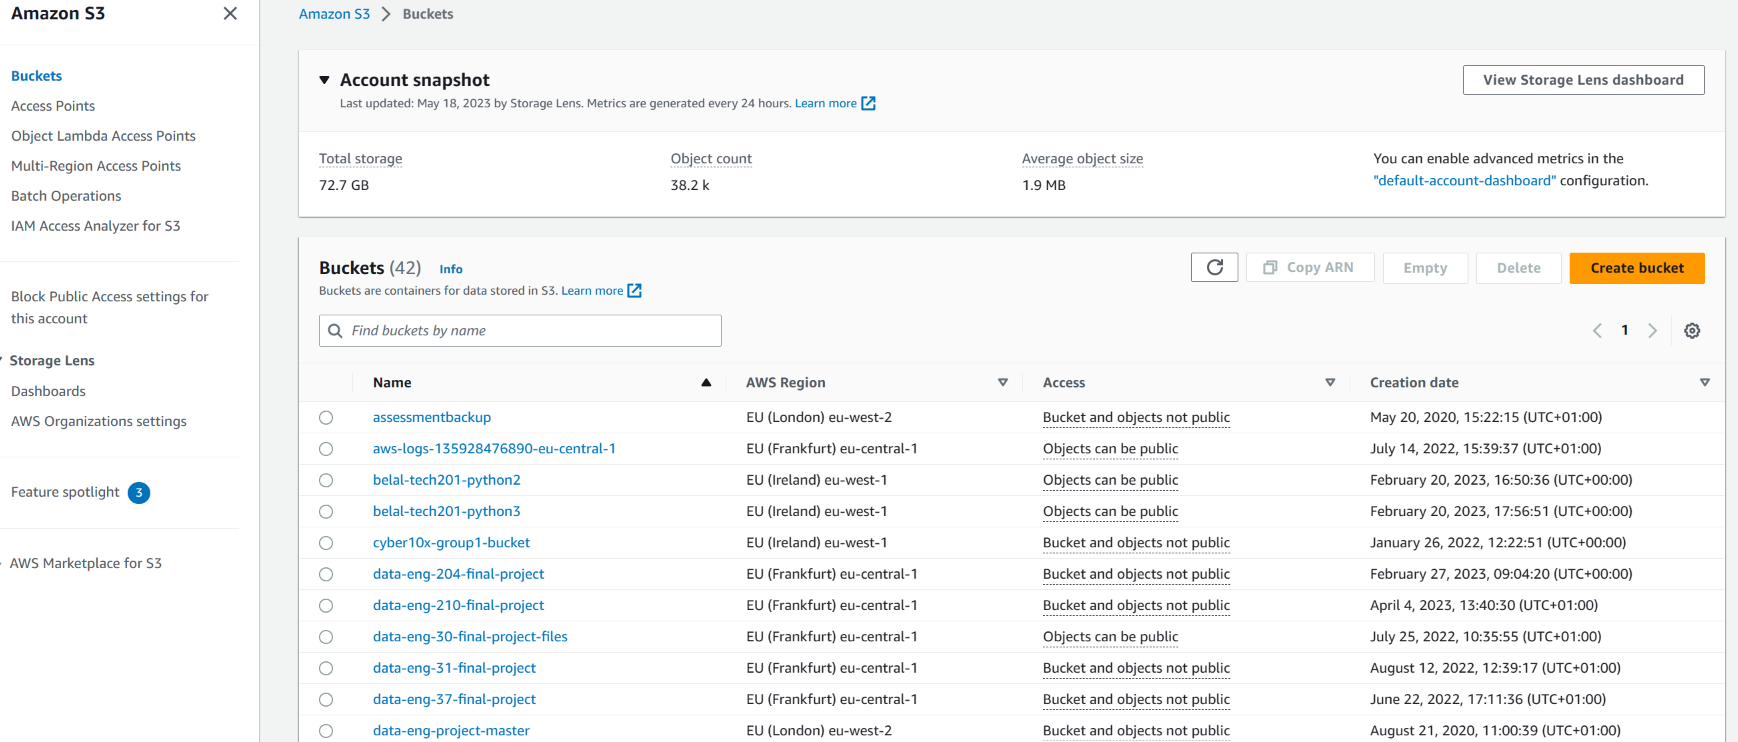 Amazon S3
Buckets
Access Points
Object Lambda Access Points
Multi-Region Access Points
Batch Operations
IAM Access Analyzer for S3
Block Public Access settings for
this account
Storage Lens
Dashboards
AWS Organizations settings
Feature spotlight 3
AWS Marketplace for S3
Amazon S3 > Buckets
Account snapshot
View Storage Lens dashboard
Last updated: May 18, 2023 by Storage Lens. Metrics are generated every 24 hours. Learn more
Total storage
72.7 GB
Object count
38.2 k
Average object size
1.9 MB
You can enable advanced metrics in the
"default-account-dashboard" configuration.
Buckets (42) Info
Copy ARN Empty Delete Create bucket
Buckets are containers for data stored in S3. Learn more
Find buckets by name
1
Name AWS Region Access Creation date
assessmentbackup EU (London) eu-west-2 Bucket and objects not public May 20, 2020, 15:22:15 (UTC+01:00)
aws-logs-135928476890-eu-central-1 EU (Frankfurt) eu-central-1 Objects can be public July 14, 2022, 15:39:37 (UTC+01:00)
belal-tech201-python2 EU (Ireland) eu-west-1 Objects can be public February 20, 2023, 16:50:36 (UTC+00:00)
belal-tech201-python3 EU (Ireland) eu-west-1 Objects can be public February 20, 2023, 17:56:51 (UTC+00:00)
cyber10x-group1-bucket EU (Ireland) eu-west-1 Bucket and objects not public January 26, 2022, 12:22:51 (UTC+00:00)
data-eng-204-final-project EU (Frankfurt) eu-central-1 Bucket and objects not public February 27, 2023, 09:04:20 (UTC+00:00)
data-eng-210-final-project EU (Frankfurt) eu-central-1 Bucket and objects not public April 4, 2023, 13:40:30 (UTC+01:00)
data-eng-30-final-project-files EU (Frankfurt) eu-central-1 Objects can be public July 25, 2022, 10:35:55 (UTC+01:00)
data-eng-31-final-project EU (Frankfurt) eu-central-1 Bucket and objects not public August 12, 2022, 12:39:17 (UTC+01:00)
data-eng-37-final-project EU (Frankfurt) eu-central-1 Bucket and objects not public June 22, 2022, 17:11:36 (UTC+01:00)
data-eng-project-master EU (London) eu-west-2 Bucket and objects not public August 21, 2020, 11:00:39 (UTC+01:00)